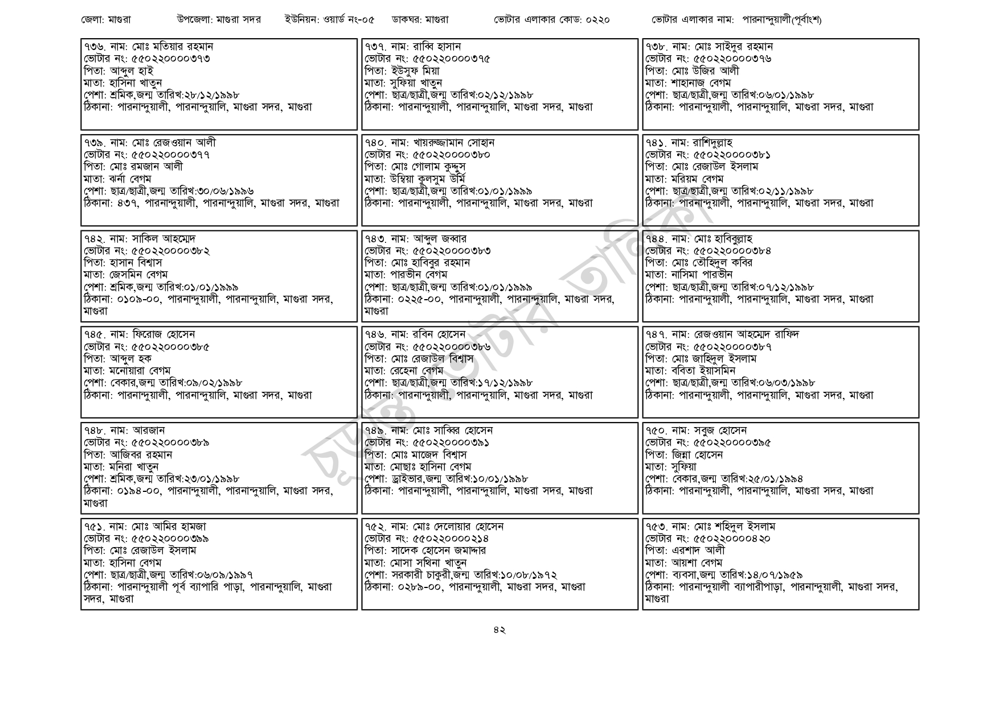 জেলা: মাগুরা উপজেলা: মাগুরা সদর ইউনিয়ন: ওয়ার্ড নং-০৫ ডাকঘর: মাগুরা ভোটার এলাকার কোড: ০২২০ ভোটার এলাকার নাম: পারনান্দুয়ালী(পূর্বাংশ)
৭৩৬. নাম: মোঃ মতিয়ার রহমান
ভোটার নং: ৫৫০২২০০০০৩৭৩
পিতা: আব্দুল হাই
মাতা: হাসিনা খাতুন
পেশা: শ্রমিক,জন্ম তারিখ:২৮/১২/১৯৯৮
ঠিকানা: পারনান্দুয়ালী, পারনান্দুয়ালি, মাগুরা সদর, মাগুরা
৭৩৭. নাম: রাব্বি হাসান
ভোটার নং: ৫৫০২২০০০০৩৭৫
পিতা: ইউসুফ মিয়া
মাতা: সুফিয়া খাতুন
পেশা: ছাত্র/ছাত্রী,জন্ম তারিখ:০২/১২/১৯৯৮
ঠিকানা: পারনান্দুয়ালী, পারনান্দুয়ালি, মাগুরা সদর, মাগুরা
৭৩৮. নাম: মোঃ সাইদুর রহমান
ভোটার নং: ৫৫০২২০০০০৩৭৬
পিতা: মোঃ উজির আলী
মাতা: শাহানাজ বেগম
পেশা: ছাত্র/ছাত্রী,জন্ম তারিখ:০৬/০১/১৯৯৮
ঠিকানা: পারনান্দুয়ালী, পারনান্দুয়ালি, মাগুরা সদর, মাগুরা
৭৩৯. নাম: মোঃ রেজওয়ান আলী
ভোটার নং: ৫৫০২২০০০০৩৭৭
পিতা: মোঃ রমজান আলী
মাতা: ঝর্না বেগম
পেশা: ছাত্র/ছাত্রী,জন্ম তারিখ:৩০/০৬/১৯৯৬
ঠিকানা: ৪৩৭, পারনান্দুয়ালী, পারনান্দুয়ালি, মাগুরা সদর, মাগুরা
৭৪০. নাম: খায়রুজ্জামান সোহান
ভোটার নং: ৫৫০২২০০০০৩৮০
পিতা: মোঃ গোলাম কুদ্দুস
মাতা: উম্বিয়া কুলসুম উর্মি
পেশা: ছাত্র/ছাত্রী,জন্ম তারিখ:০১/০১/১৯৯৯
ঠিকানা: পারনান্দুয়ালী, পারনান্দুয়ালি, মাগুরা সদর, মাগুরা
৭৪১. নাম: রাশিদুল্লাহ
ভোটার নং: ৫৫০২২০০০০৩৮১
পিতা: মোঃ রেজাউল ইসলাম
মাতা: মরিয়ম বেগম
পেশা: ছাত্র/ছাত্রী,জন্ম তারিখ:০২/১১/১৯৯৮
ঠিকানা: পারনান্দুয়ালী, পারনান্দুয়ালি, মাগুরা সদর, মাগুরা
৭৪২. নাম: সাকিল আহম্মেদ
ভোটার নং: ৫৫০২২০০০০৩৮২
পিতা: হাসান বিশ্বাস
মাতা: জেসমিন বেগম
পেশা: শ্রমিক,জন্ম তারিখ:০১/০১/১৯৯৯
ঠিকানা: ০১০৯-০০, পারনান্দুয়ালী, পারনান্দুয়ালি, মাগুরা সদর,
মাগুরা
৭৪৩. নাম: আব্দুল জব্বার
ভোটার নং: ৫৫০২২০০০০৩৮৩
পিতা: মোঃ হাবিবুর রহমান
মাতা: পারভীন বেগম
পেশা: ছাত্র/ছাত্রী,জন্ম তারিখ:০১/০১/১৯৯৯
ঠিকানা: ০২২৫-০০, পারনান্দুয়ালী, পারনান্দুয়ালি, মাগুরা সদর,
মাগুরা
৭৪৪. নাম: মোঃ হাবিবুল্লাহ
ভোটার নং: ৫৫০২২০০০০৩৮৪
পিতা: মোঃ তৌহিদুল কবির
মাতা: নাসিমা পারভীন
পেশা: ছাত্র/ছাত্রী,জন্ম তারিখ:০৭/১২/১৯৯৮
ঠিকানা: পারনান্দুয়ালী, পারনান্দুয়ালি, মাগুরা সদর, মাগুরা
৭৪৫. নাম: ফিরোজ হোসেন
ভোটার নং: ৫৫০২২০০০০৩৮৫
পিতা: আব্দুল হক
মাতা: মনোয়ারা বেগম
পেশা: বেকার,জন্ম তারিখ:০৯/০২/১৯৯৮
ঠিকানা: পারনান্দুয়ালী, পারনান্দুয়ালি, মাগুরা সদর, মাগুরা
৭৪৬. নাম: রবিন হোসেন
ভোটার নং: ৫৫০২২০০০০৩৮৬
পিতা: মোঃ রেজাউল বিশ্বাস
মাতা: রেহেনা বেগম
পেশা: ছাত্র/ছাত্রী,জন্ম তারিখ:১৭/১২/১৯৯৮
ঠিকানা: পারনান্দুয়ালী, পারনান্দুয়ালি, মাগুরা সদর, মাগুরা
৭৪৭. নাম: রেজওয়ান আহম্মেদ রাফিদ
ভোটার নং: ৫৫০২২০০০০৩৮৭
পিতা: মোঃ জাহিদুল ইসলাম
মাতা: ববিতা ইয়াসমিন
পেশা: ছাত্র/ছাত্রী,জন্ম তারিখ:০৬/০৩/১৯৯৮
ঠিকানা: পারনান্দুয়ালী, পারনান্দুয়ালি, মাগুরা সদর, মাগুরা
৭৪৮. নাম: আরজান
ভোটার নং: ৫৫০২২০০০০৩৮৯
পিতা: আজিবর রহমান
মাতা: মনিরা খাতুন
পেশা: শ্রমিক,জন্ম তারিখ:২৩/০১/১৯৯৮
ঠিকানা: ০১৯৪-০০, পারনান্দুয়ালী, পারনান্দুয়ালি, মাগুরা সদর,
মাগুরা
৭৪৯. নাম: মোঃ সাব্বির হোসেন
ভোটার নং: ৫৫০২২০০০০৩৯১
পিতা: মোঃ মাজেদ বিশ্বাস
মাতা: মোছাঃ হাসিনা বেগম
পেশা: ড্রাইভার,জন্ম তারিখ:১০/০১/১৯৯৮
ঠিকানা: পারনান্দুয়ালী, পারনান্দুয়ালি, মাগুরা সদর, মাগুরা
৭৫০. নাম: সবুজ হোসেন
ভোটার নং: ৫৫০২২০০০০৩৯৫
পিতা: জিন্না হোসেন
মাতা: সুফিয়া
পেশা: বেকার,জন্ম তারিখ:২৫/০১/১৯৯৪
ঠিকানা: পারনান্দুয়ালী, পারনান্দুয়ালি, মাগুরা সদর, মাগুরা
৭৫১. নাম: মোঃ আমির হামজা
ভোটার নং: ৫৫০২২০০০০৩৯৯
পিতা: মোঃ রেজাউল ইসলাম
মাতা: হাসিনা বেগম
পেশা: ছাত্র/ছাত্রী,জন্ম তারিখ:০৬/০৯/১৯৯৭
ঠিকানা: পারনান্দুয়ালী পূর্ব ব্যাপারি পাড়া, পারনান্দুয়ালি, মাগুরা
সদর, মাগুরা
৭৫২. নাম: মোঃ দেলোয়ার হোসেন
ভোটার নং: ৫৫০২২০০০০২১৪
পিতা: সাদেক হোসেন জমাদ্দার
মাতা: মোসা সখিনা খাতুন
পেশা: সরকারী চাকুরী,জন্ম তারিখ:১০/০৮/১৯৭২
ঠিকানা: ০২৮৯-০০, পারনান্দুয়ালী, মাগুরা সদর, মাগুরা
৭৫৩. নাম: মোঃ শহিদুল ইসলাম
ভোটার নং: ৫৫০২২০০০০৪২০
পিতা: এরশাদ আলী
মাতা: আয়শা বেগম
পেশা: ব্যবসা,জন্ম তারিখ:১৪/০৭/১৯৫৯
ঠিকানা: পারনান্দুয়ালী ব্যাপারীপাড়া, পারনান্দুয়ালী, মাগুরা সদর,
মাগুরা
চূড়ান্ত ভোটার তালিকা
৪২